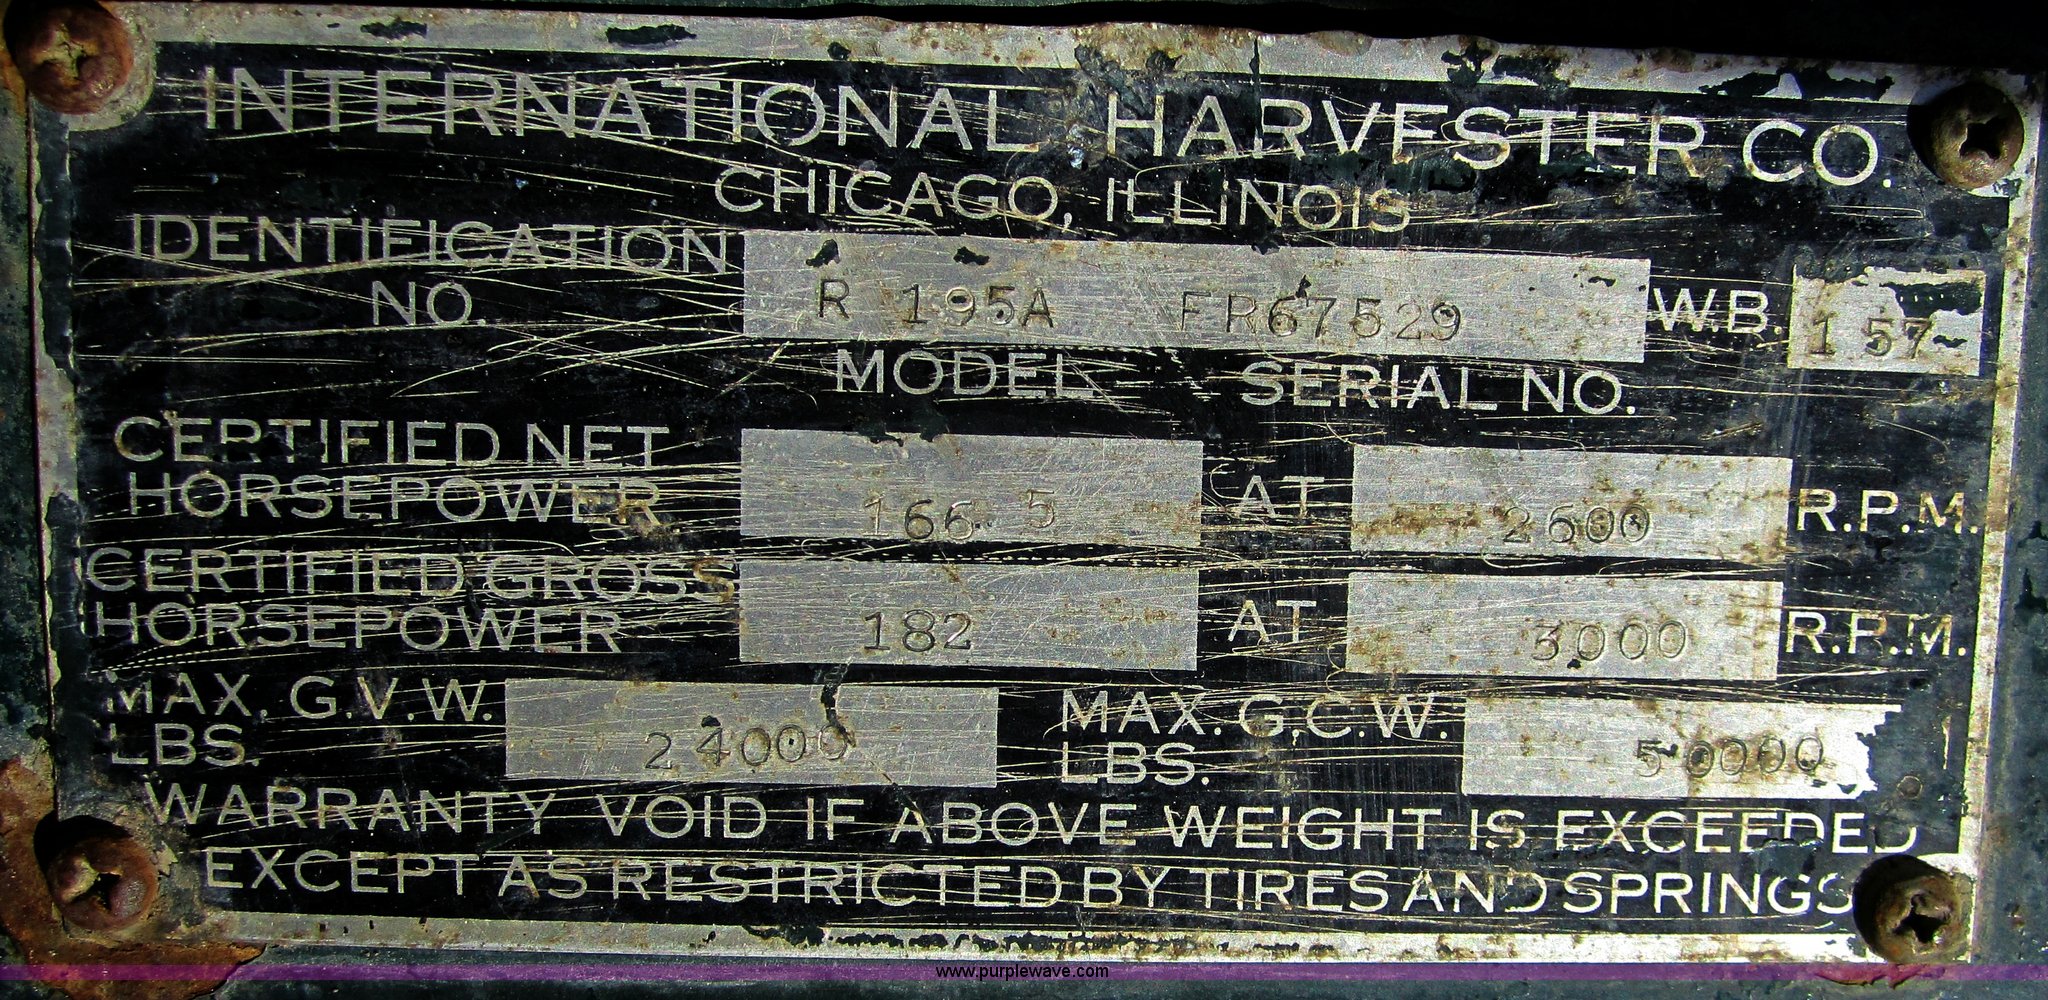 INTERNATIONAL HARVESTER CO.
CHICAGO, ILLINOIS
IDENTIFICATION NO. R 195A FR67529 W.B. 157
MODEL SERIAL NO.
CERTIFIED NET HORSEPOWER 166.5 AT 2600 R.P.M.
CERTIFIED GROSS HORSEPOWER 182 AT 3000 R.P.M.
MAX. G.V.W. LBS. 24000 MAX. G.C.W. LBS. 50000
WARRANTY VOID IF ABOVE WEIGHT IS EXCEEDED
EXCEPT AS RESTRICTED BY TIRES AND SPRINGS
www.purplewave.com